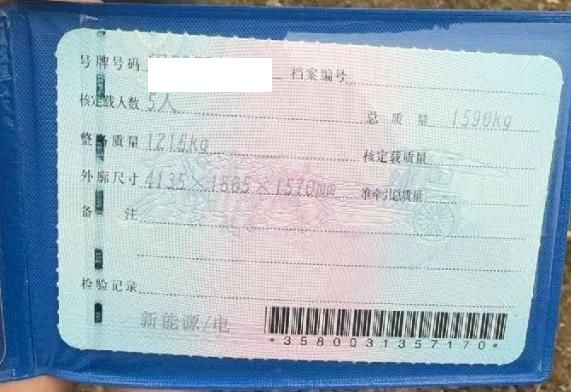 号牌号码
档案编号
核定载人数 5人
总质量 1590kg
整备质量 1215kg
核定载质量
外廓尺寸 4135×1805×1570mm
准牵引总质量
备注
检验记录
新能源/电
*3580031357170*